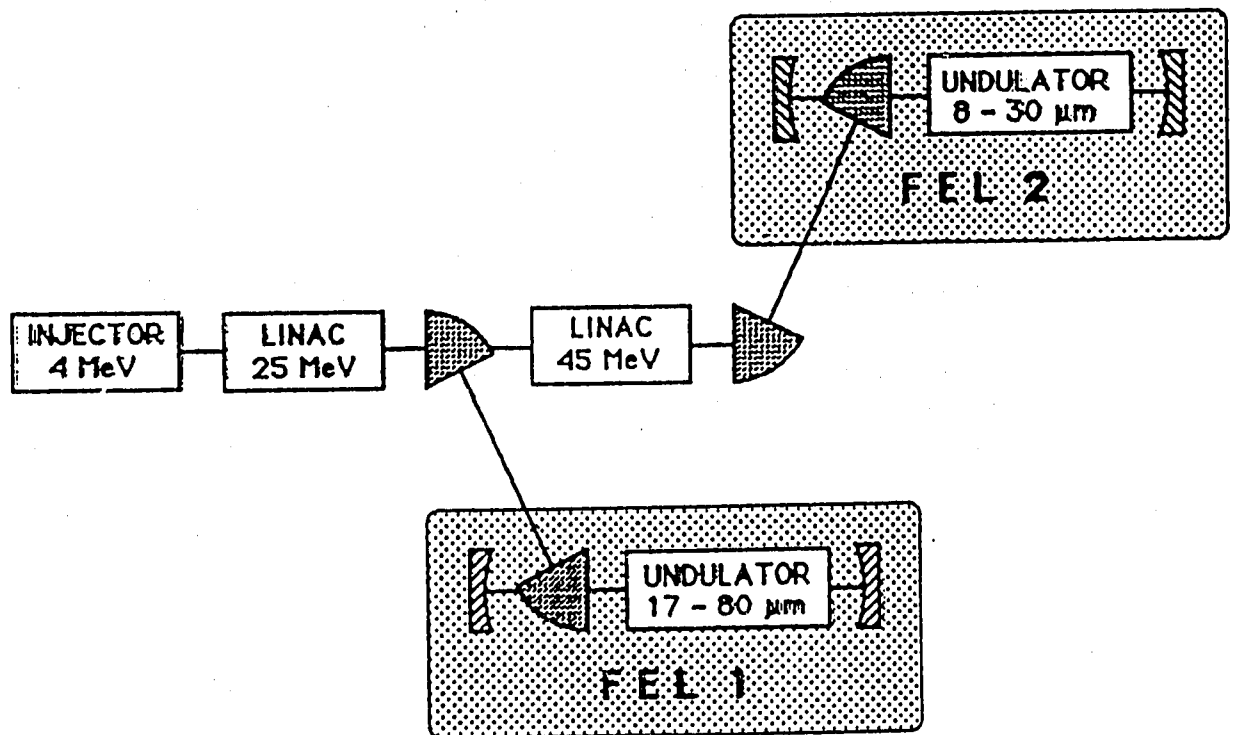 UNDULATOR
8 - 30 μm
FEL 2
INJECTOR
4 MeV
LINAC
25 MeV
LINAC
45 MeV
UNDULATOR
17 - 80 μm
FEL 1